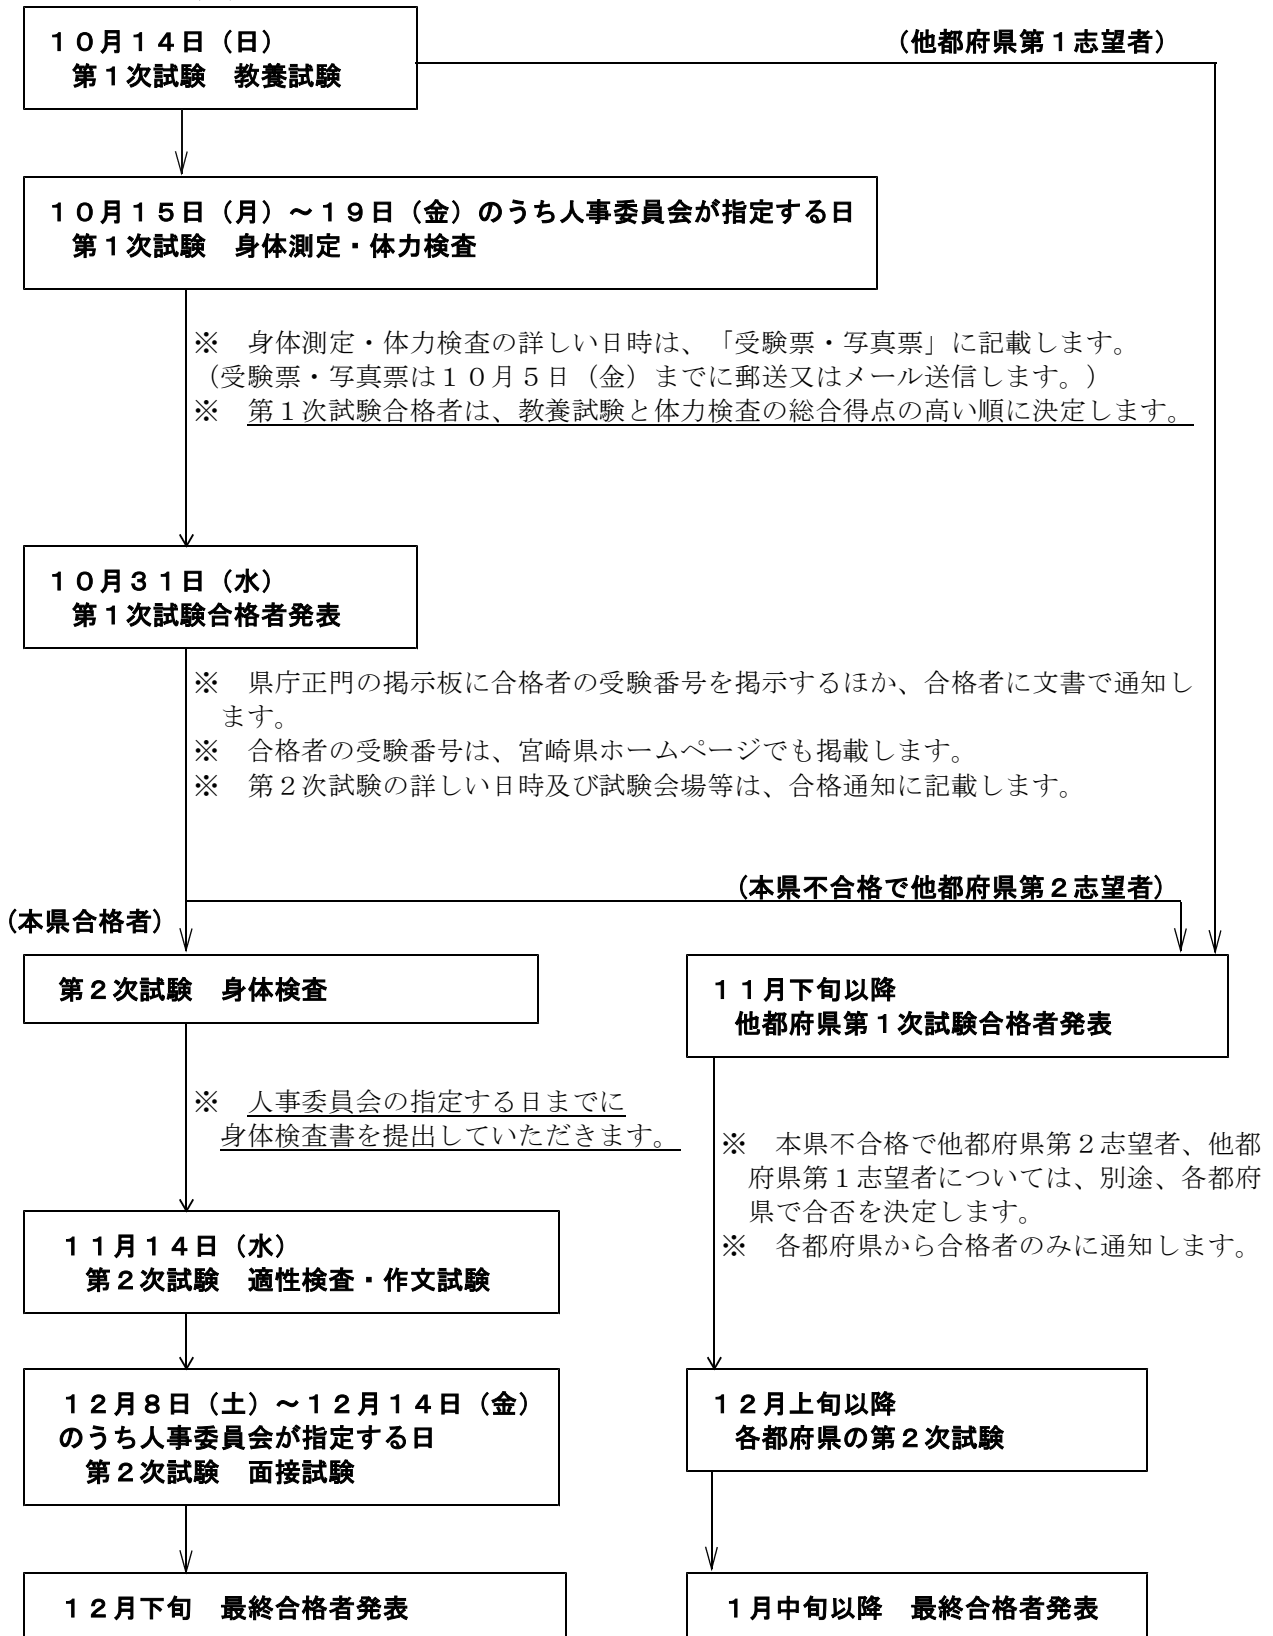 １０月１４日（日）
（他都府県第１志望者）
第１次試験　教養試験
１０月１５日（月）～１９日（金）のうち人事委員会が指定する日
第１次試験　身体測定・体力検査
※　身体測定・体力検査の詳しい日時は、「受験票・写真票」に記載します。
（受験票・写真票は１０月５日（金）までに郵送又はメール送信します。）
※　第１次試験合格者は、教養試験と体力検査の総合得点の高い順に決定します。
１０月３１日（水）
第１次試験合格者発表
※　県庁正門の掲示板に合格者の受験番号を掲示するほか、合格者に文書で通知し
ます。
※　合格者の受験番号は、宮崎県ホームページでも掲載します。
※　第２次試験の詳しい日時及び試験会場等は、合格通知に記載します。
（本県不合格で他都府県第２志望者）
（本県合格者）
第２次試験　身体検査
※　人事委員会の指定する日までに
身体検査書を提出していただきます。
１１月１４日（水）
第２次試験　適性検査・作文試験
１２月８日（土）～１２月１４日（金）
のうち人事委員会が指定する日
第２次試験　面接試験
１２月下旬　最終合格者発表
１１月下旬以降
他都府県第１次試験合格者発表
※　本県不合格で他都府県第２志望者、他都
府県第１志望者については、別途、各都府
県で合否を決定します。
※　各都府県から合格者のみに通知します。
１２月上旬以降
各都府県の第２次試験
１月中旬以降　最終合格者発表